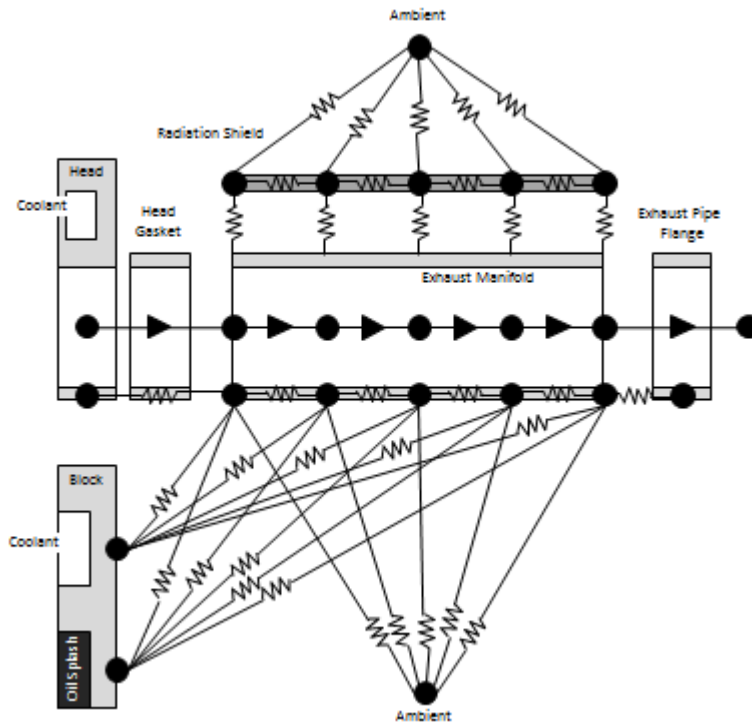 Ambient
Radiation Shield
Head
Coolant
Head
Gasket
Exhaust Pipe
Flange
Exhaust Manifold
Block
Coolant
Oil Splash
Ambient